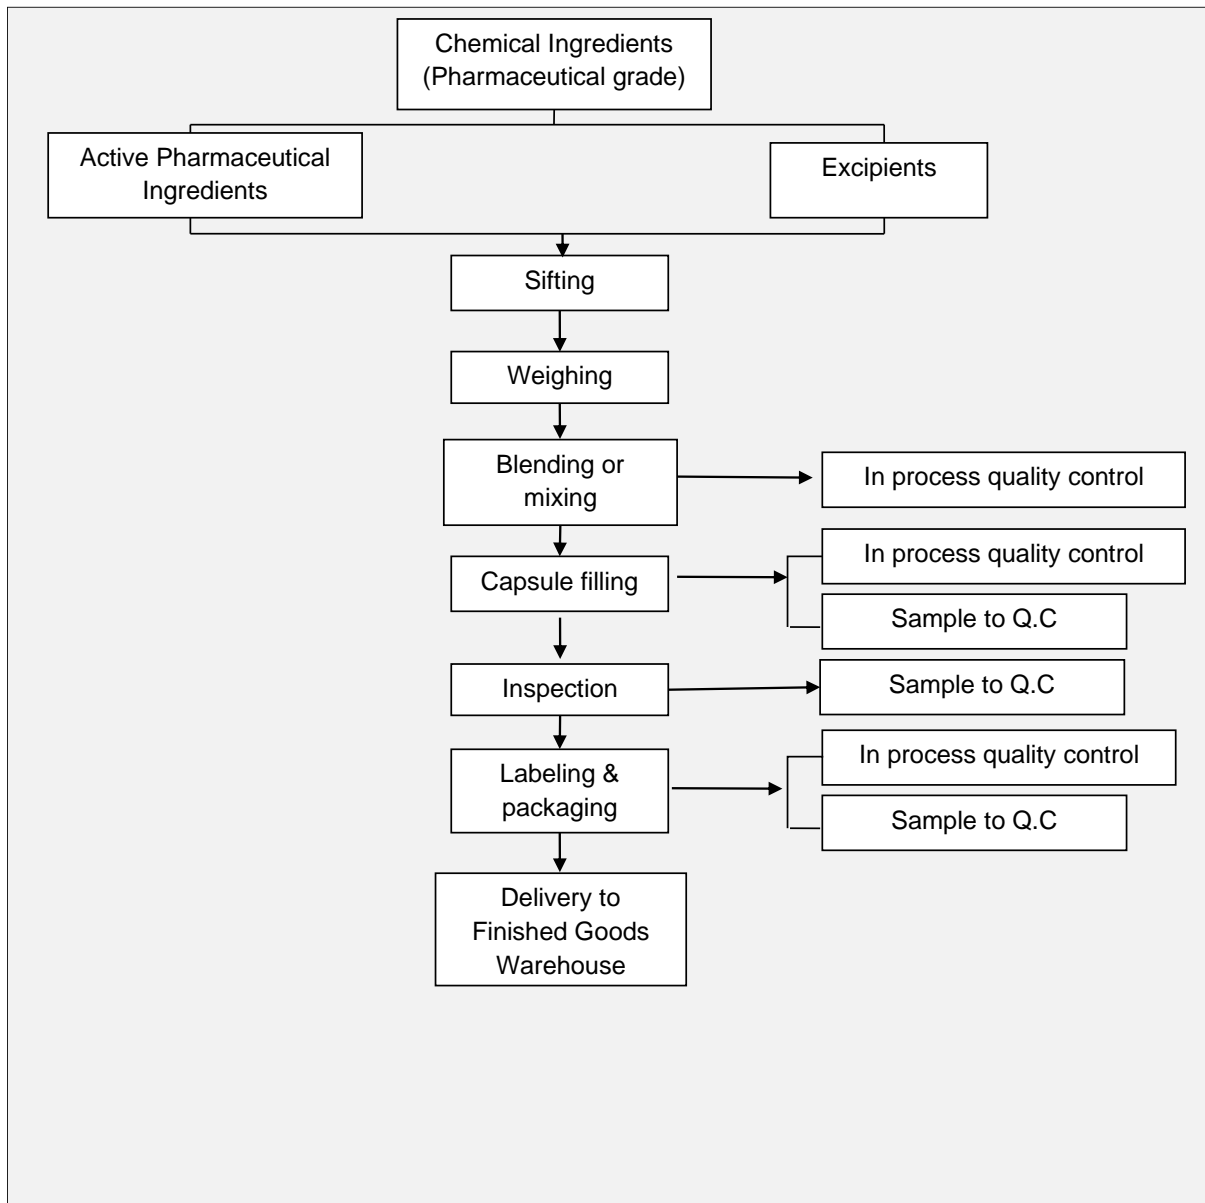 Chemical Ingredients
(Pharmaceutical grade)
Active Pharmaceutical
Ingredients
Excipients
Sifting
Weighing
Blending or
mixing
In process quality control
In process quality control
Capsule filling
Sample to Q.C
Inspection
Sample to Q.C
In process quality control
Labeling &
packaging
Sample to Q.C
Delivery to
Finished Goods
Warehouse